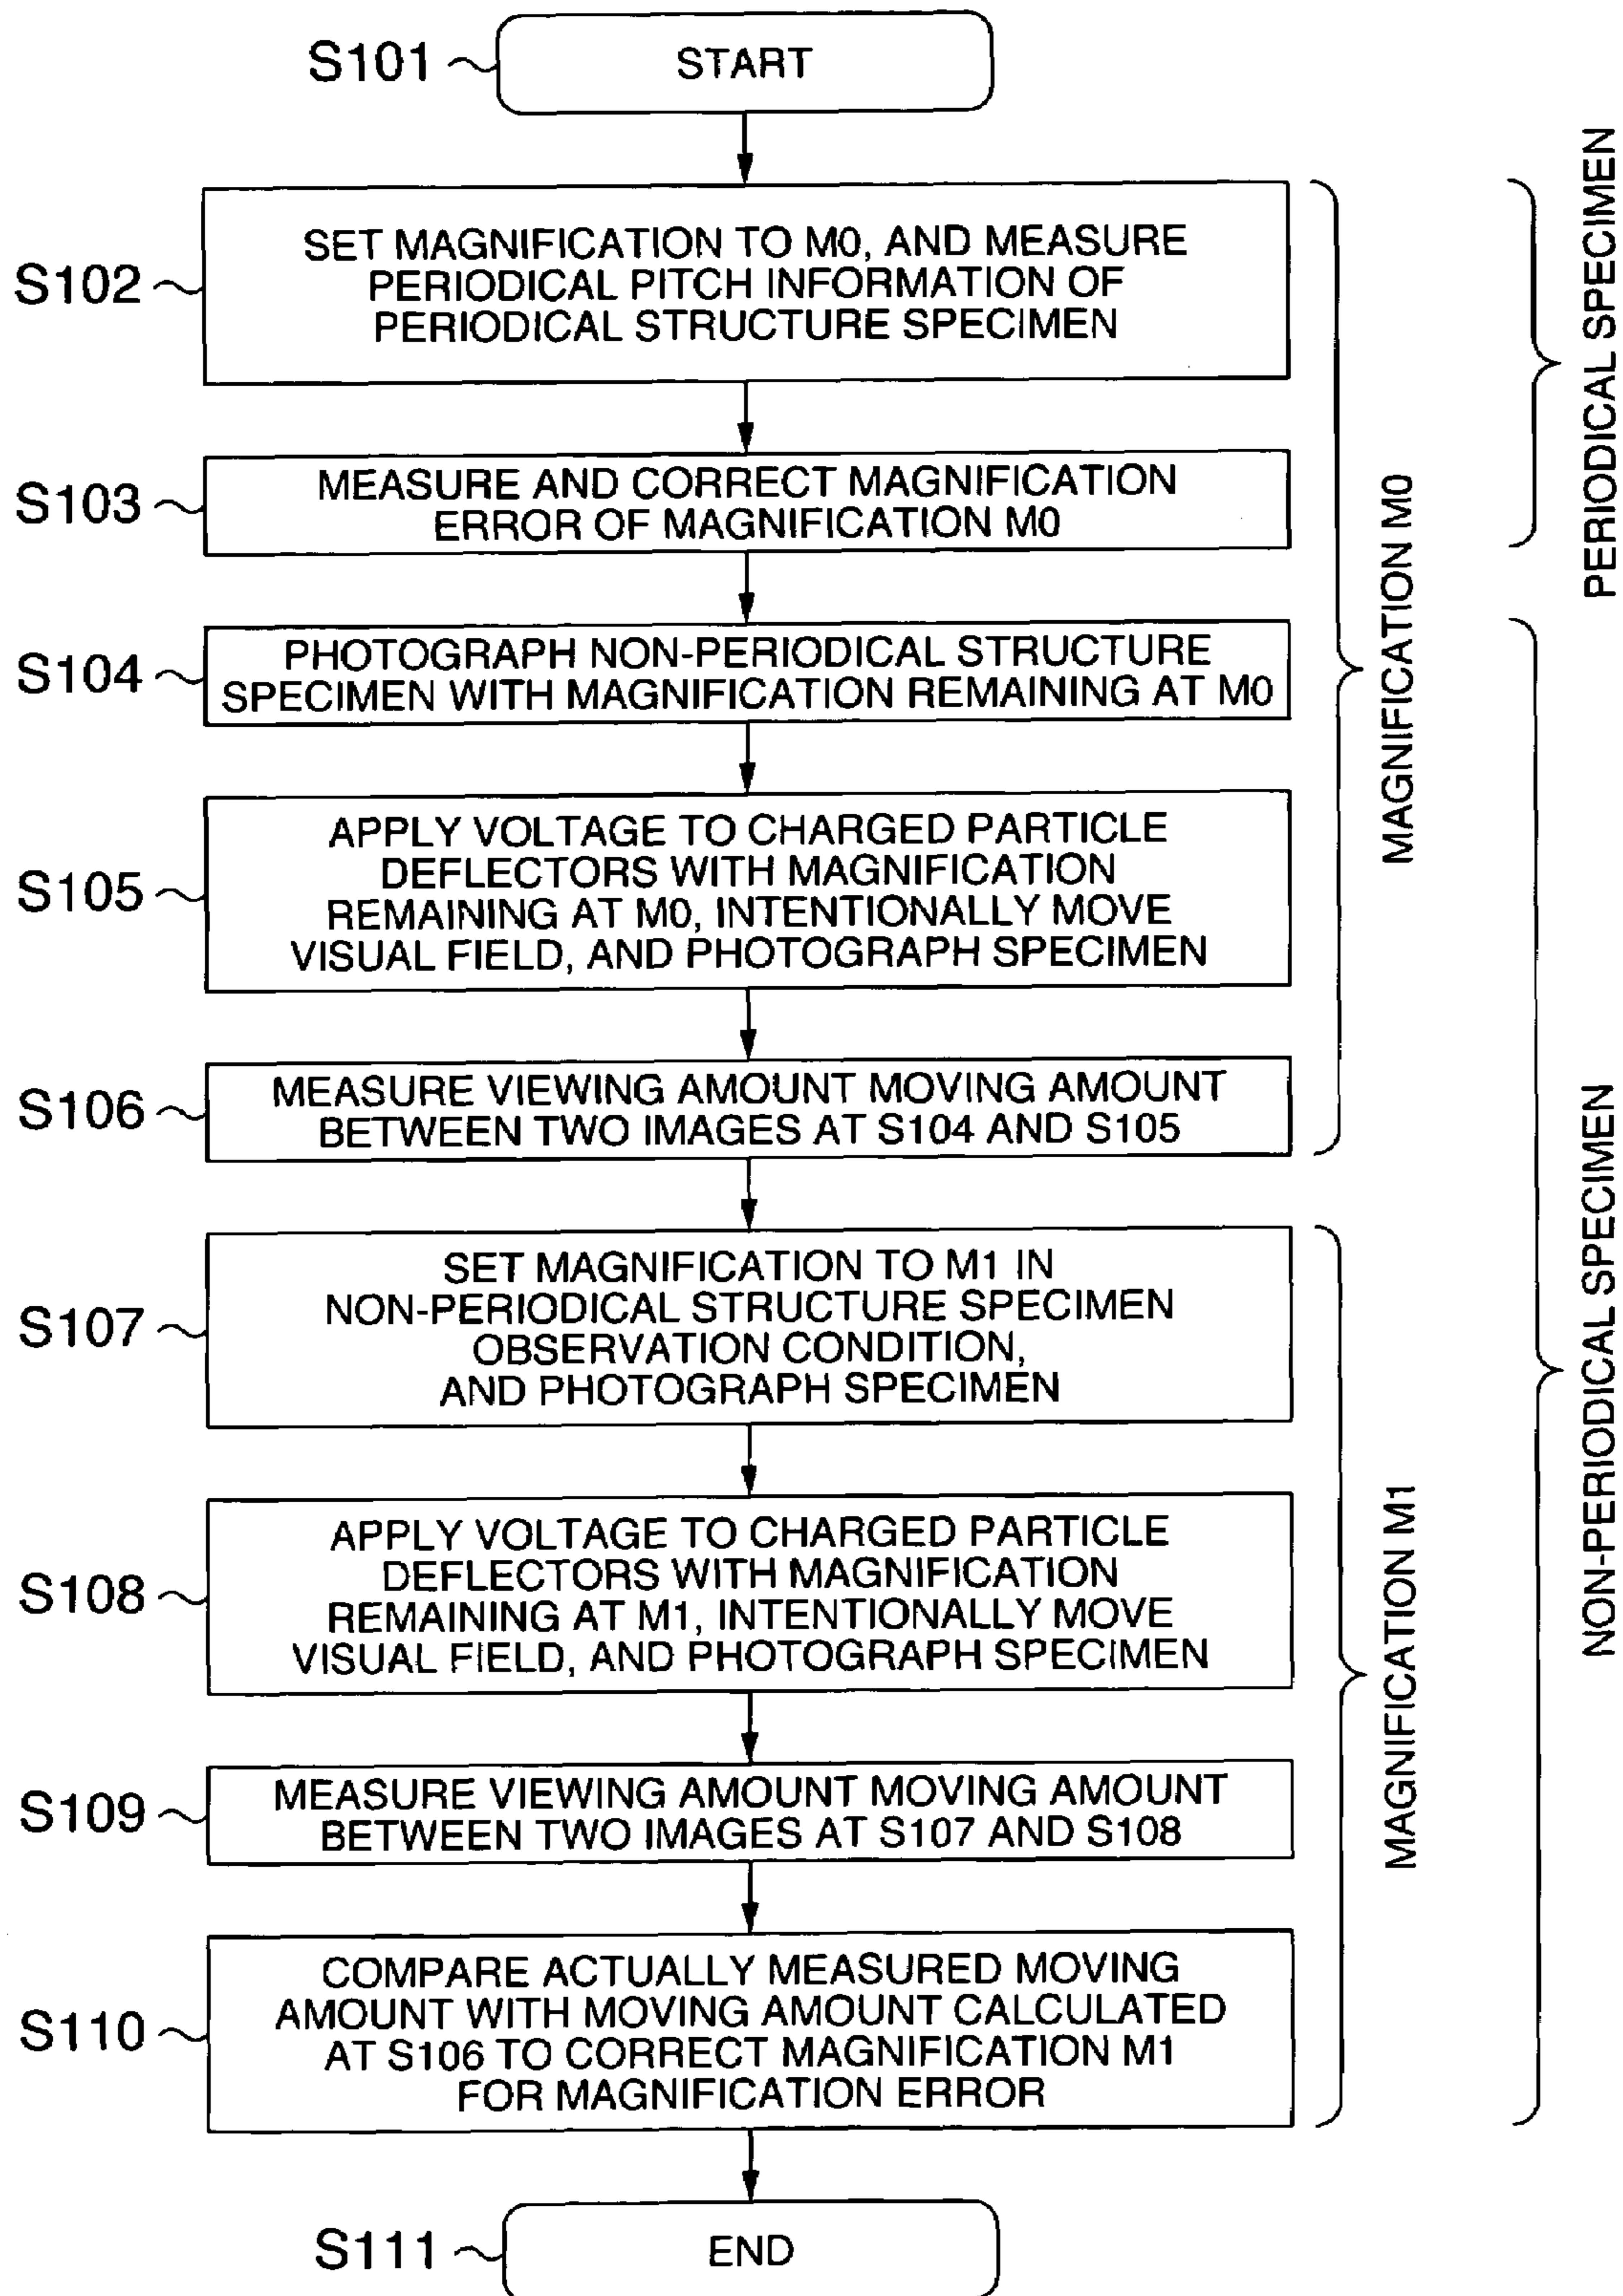 S101
START
S102
SET MAGNIFICATION TO M0, AND MEASURE
PERIODICAL PITCH INFORMATION OF
PERIODICAL STRUCTURE SPECIMEN
S103
MEASURE AND CORRECT MAGNIFICATION
ERROR OF MAGNIFICATION M0
S104
PHOTOGRAPH NON-PERIODICAL STRUCTURE
SPECIMEN WITH MAGNIFICATION REMAINING AT M0
S105
APPLY VOLTAGE TO CHARGED PARTICLE
DEFLECTORS WITH MAGNIFICATION
REMAINING AT M0, INTENTIONALLY MOVE
VISUAL FIELD, AND PHOTOGRAPH SPECIMEN
S106
MEASURE VIEWING AMOUNT MOVING AMOUNT
BETWEEN TWO IMAGES AT S104 AND S105
S107
SET MAGNIFICATION TO M1 IN
NON-PERIODICAL STRUCTURE SPECIMEN
OBSERVATION CONDITION,
AND PHOTOGRAPH SPECIMEN
S108
APPLY VOLTAGE TO CHARGED PARTICLE
DEFLECTORS WITH MAGNIFICATION
REMAINING AT M1, INTENTIONALLY MOVE
VISUAL FIELD, AND PHOTOGRAPH SPECIMEN
S109
MEASURE VIEWING AMOUNT MOVING AMOUNT
BETWEEN TWO IMAGES AT S107 AND S108
S110
COMPARE ACTUALLY MEASURED MOVING
AMOUNT WITH MOVING AMOUNT CALCULATED
AT S106 TO CORRECT MAGNIFICATION M1
FOR MAGNIFICATION ERROR
S111
END
MAGNIFICATION M0
MAGNIFICATION M1
PERIODICAL SPECIMEN
NON-PERIODICAL SPECIMEN